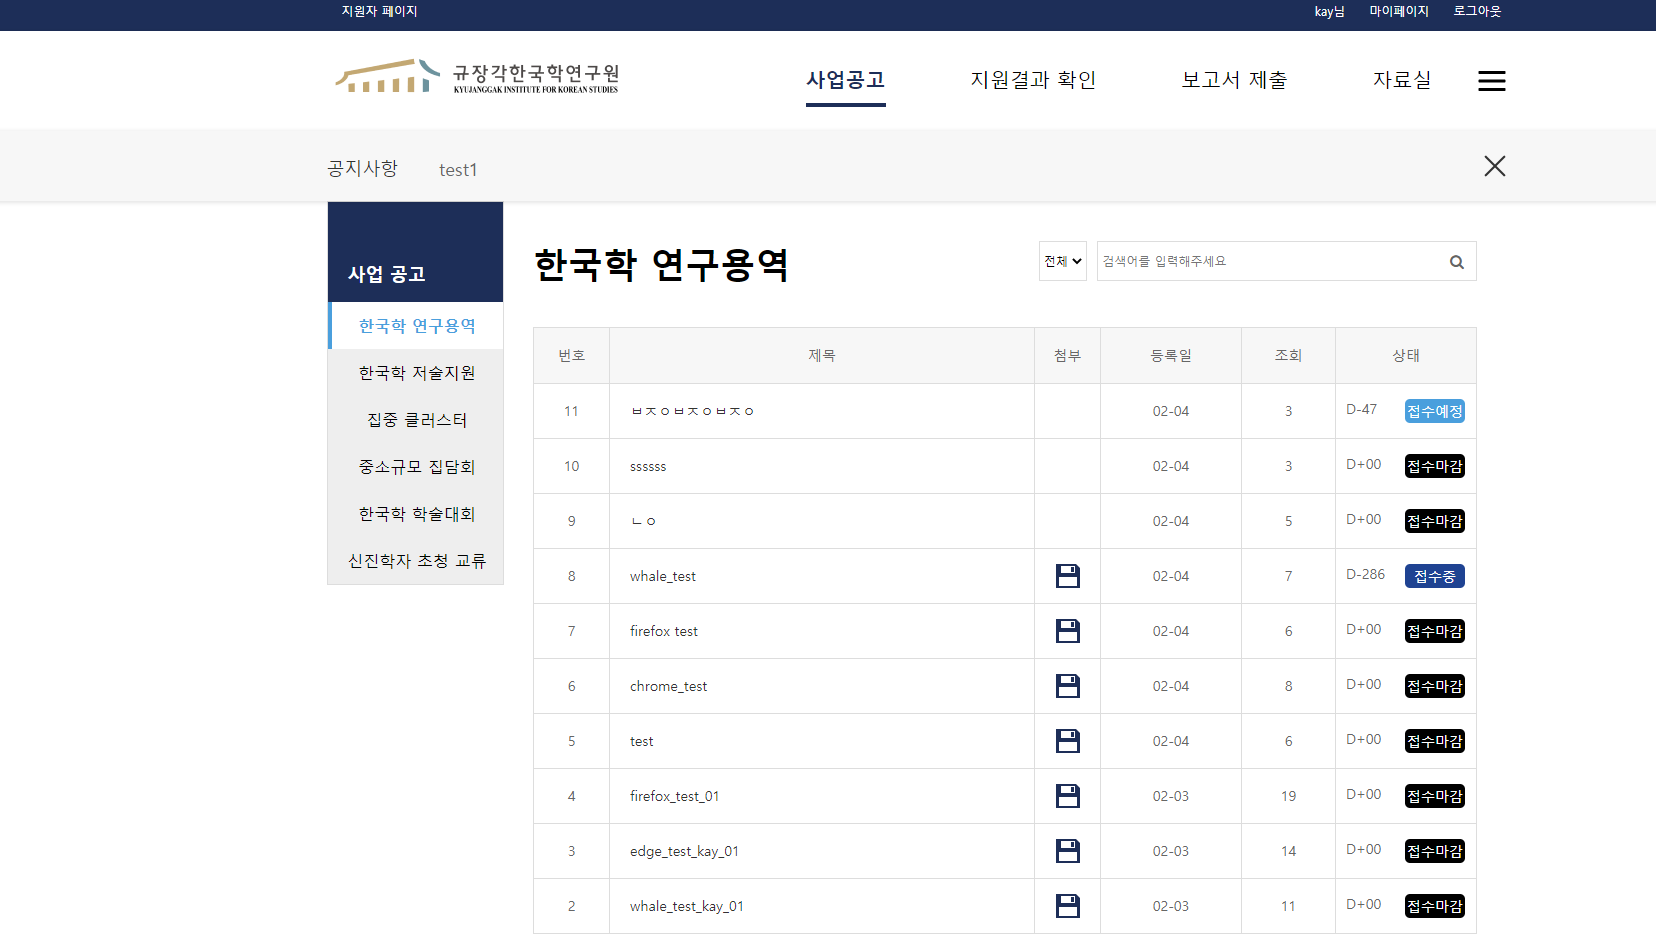 지원자 페이지 kay님 마이페이지 로그아웃
규장각한국학연구원
KYUJANGGAK INSTITUTE FOR KOREAN STUDIES
사업공고 지원결과 확인 보고서 제출 자료실
공지사항 test1
사업 공고
한국학 연구용역
한국학 저술지원
집중 클러스터
중소규모 집담회
한국학 학술대회
신진학자 초청 교류
한국학 연구용역
전체 검색어를 입력해주세요
번호 제목 첨부 등록일 조회 상태
11 ㅂㅈㅇㅂㅈㅇㅂㅈㅇ 02-04 3 D-47 접수예정
10 ssssss 02-04 3 D+00 접수마감
9 ㄴㅇ 02-04 5 D+00 접수마감
8 whale_test 02-04 7 D-286 접수중
7 firefox test 02-04 6 D+00 접수마감
6 chrome_test 02-04 8 D+00 접수마감
5 test 02-04 6 D+00 접수마감
4 firefox_test_01 02-03 19 D+00 접수마감
3 edge_test_kay_01 02-03 14 D+00 접수마감
2 whale_test_kay_01 02-03 11 D+00 접수마감